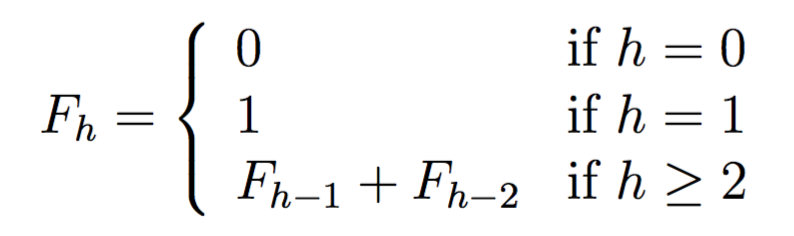 0 if h = 0
F_h = { 1 if h = 1
F_{h−1} + F_{h−2} if h ≥ 2